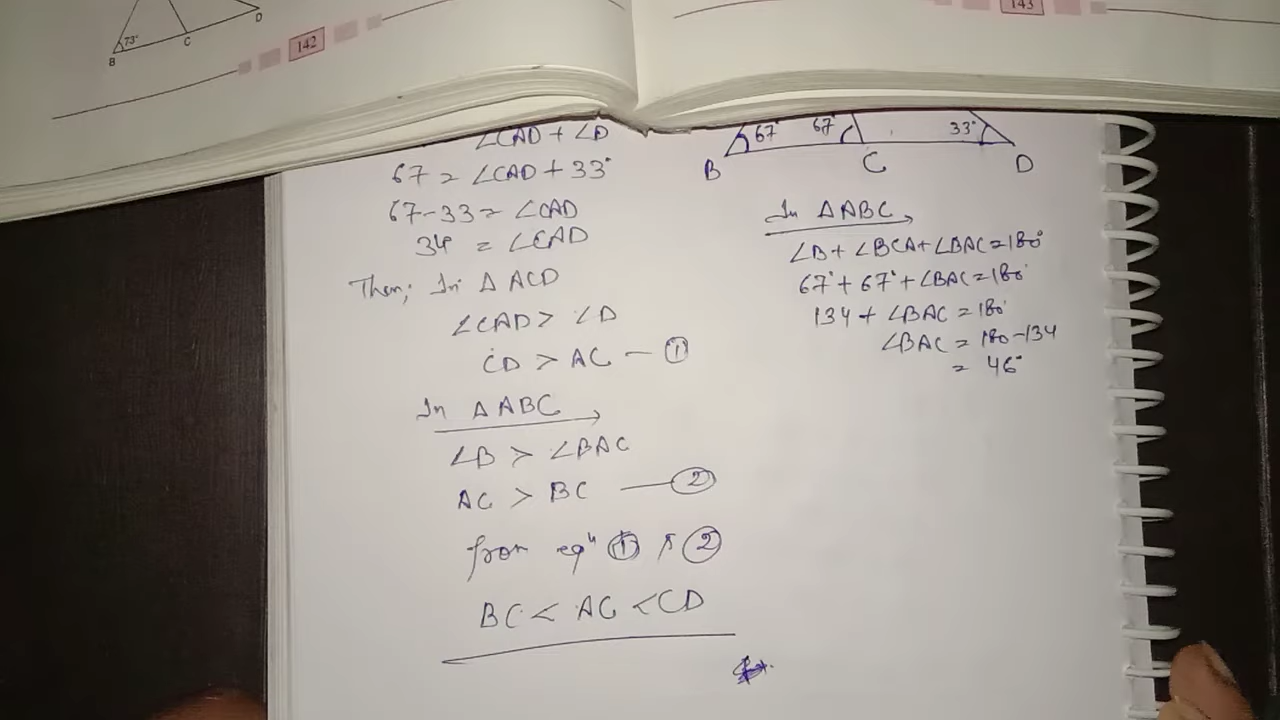 73°
B
C
D
142
143
∠CAD + ∠D
67 = ∠CAD + 33°
67-33 = ∠CAD
34 = ∠CAD
Then; In △ ACD
∠CAD > ∠D
CD > AC — ①
In △ ABC
∠B > ∠BAC
AC > BC — ②
from eqⁿ ① & ②
BC < AC < CD
67° 67° 33°
B C D
In △ABC
∠B + ∠BCA + ∠BAC = 180°
67° + 67° + ∠BAC = 180°
134 + ∠BAC = 180°
∠BAC = 180-134
= 46°